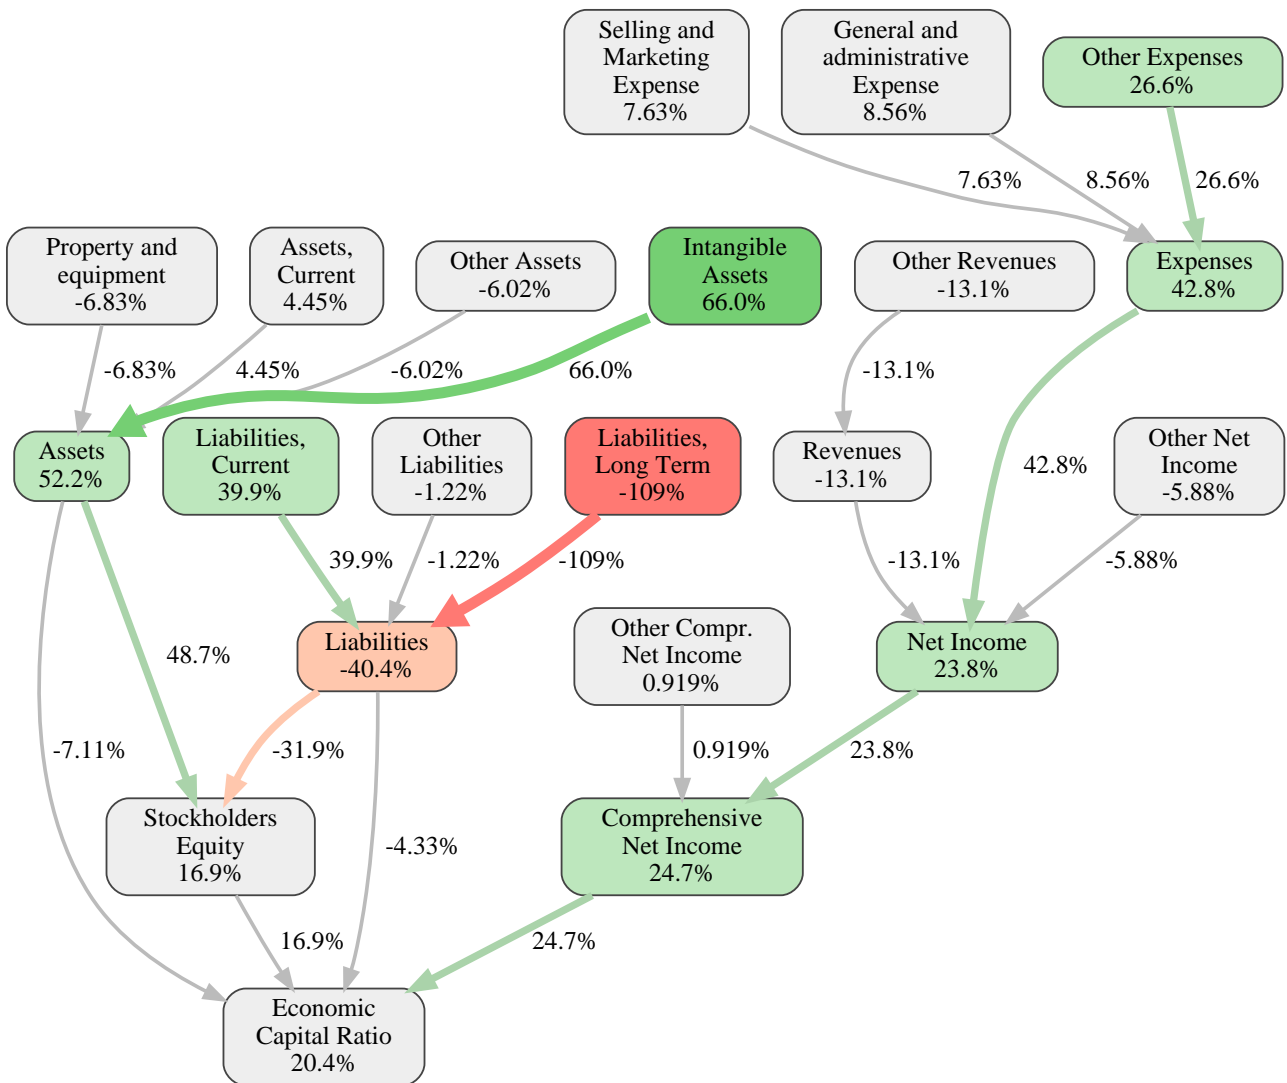 Selling and
Marketing
Expense
7.63%
General and
administrative
Expense
8.56%
Other Expenses
26.6%
7.63%
8.56%
26.6%
Property and
equipment
-6.83%
Assets,
Current
4.45%
Other Assets
-6.02%
Intangible
Assets
66.0%
Other Revenues
-13.1%
Expenses
42.8%
-6.83%
4.45%
-6.02%
66.0%
-13.1%
Assets
52.2%
Liabilities,
Current
39.9%
Other
Liabilities
-1.22%
Liabilities,
Long Term
-109%
Revenues
-13.1%
42.8%
Other Net
Income
-5.88%
39.9%
-1.22%
-109%
-13.1%
-5.88%
48.7%
Liabilities
-40.4%
Other Compr.
Net Income
0.919%
Net Income
23.8%
-7.11%
-31.9%
0.919%
23.8%
Stockholders
Equity
16.9%
-4.33%
Comprehensive
Net Income
24.7%
16.9%
24.7%
Economic
Capital Ratio
20.4%